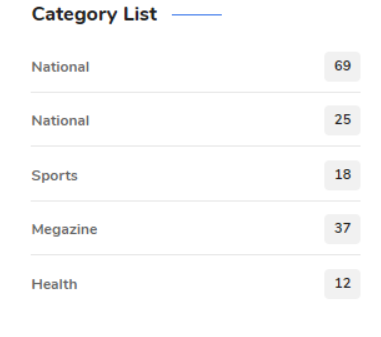 Category List
National 69
National 25
Sports 18
Megazine 37
Health 12